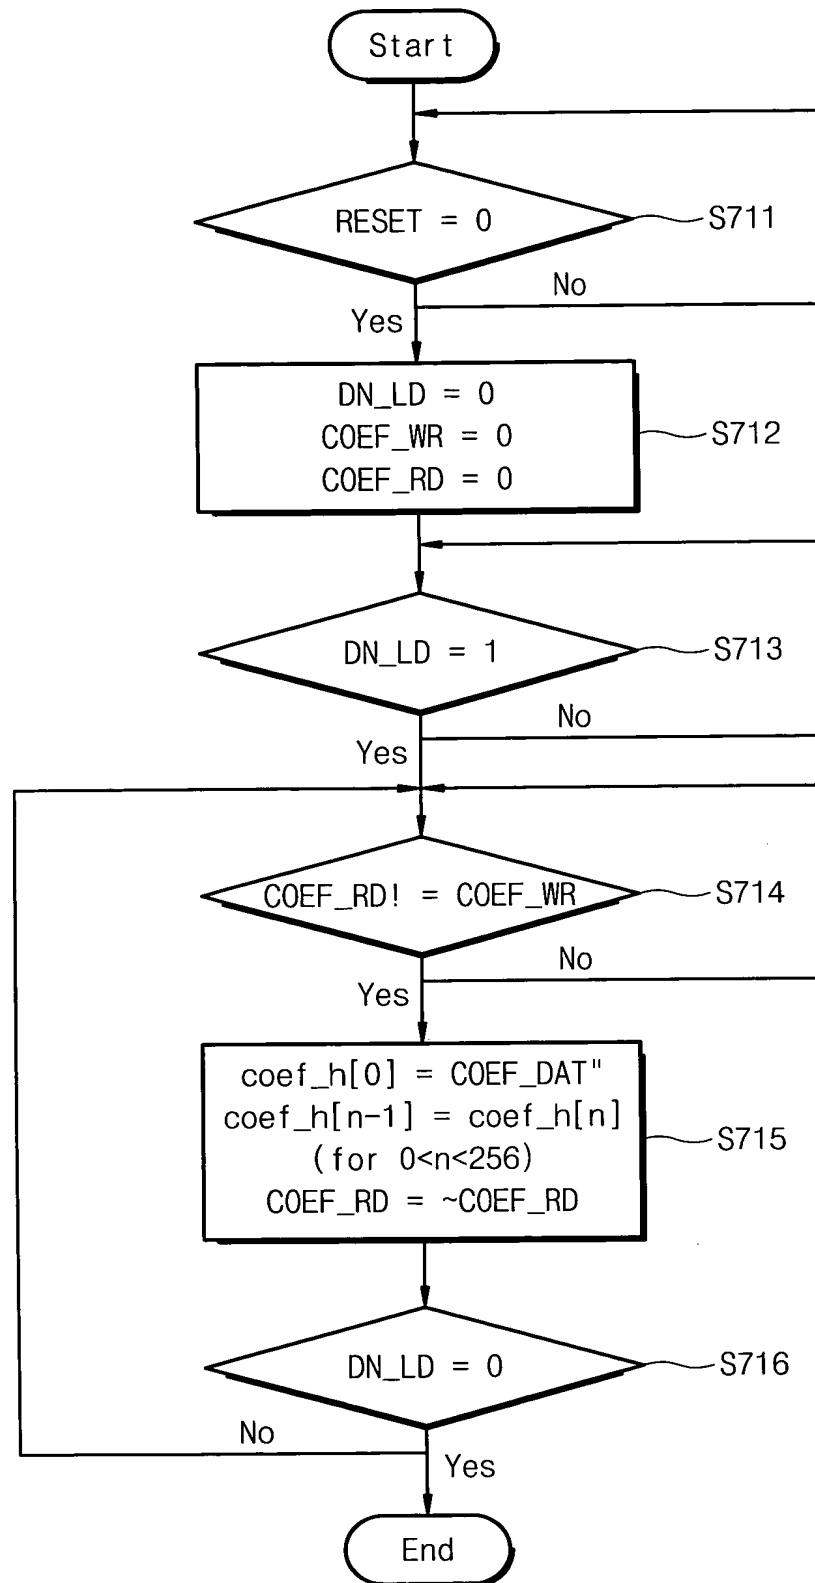 Start
RESET = 0
S711
No
Yes
DN_LD = 0
COEF_WR = 0
COEF_RD = 0
S712
DN_LD = 1
S713
No
Yes
COEF_RD! = COEF_WR
S714
No
Yes
coef_h[0] = COEF_DAT"
coef_h[n-1] = coef_h[n]
(for 0<n<256)
COEF_RD = ~COEF_RD
S715
DN_LD = 0
S716
No
Yes
End